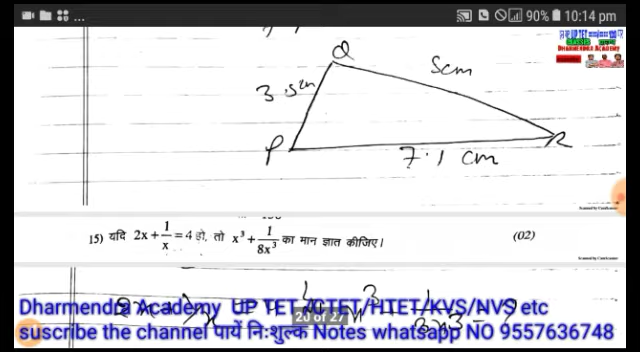 90% 10:14 pm
Dharmendra Academy
Q
3.5cm
5cm
P
R
7.1 cm
15) यदि 2x + 1/x = 4 हो, तो x³ + 1/8x³ का मान ज्ञात कीजिए। (02)
20 of 27
Dharmendra Academy UP TET/CTET/HTET/KVS/NVS etc
suscribe the channel पायें निःशुल्क Notes whatsapp NO 9557636748